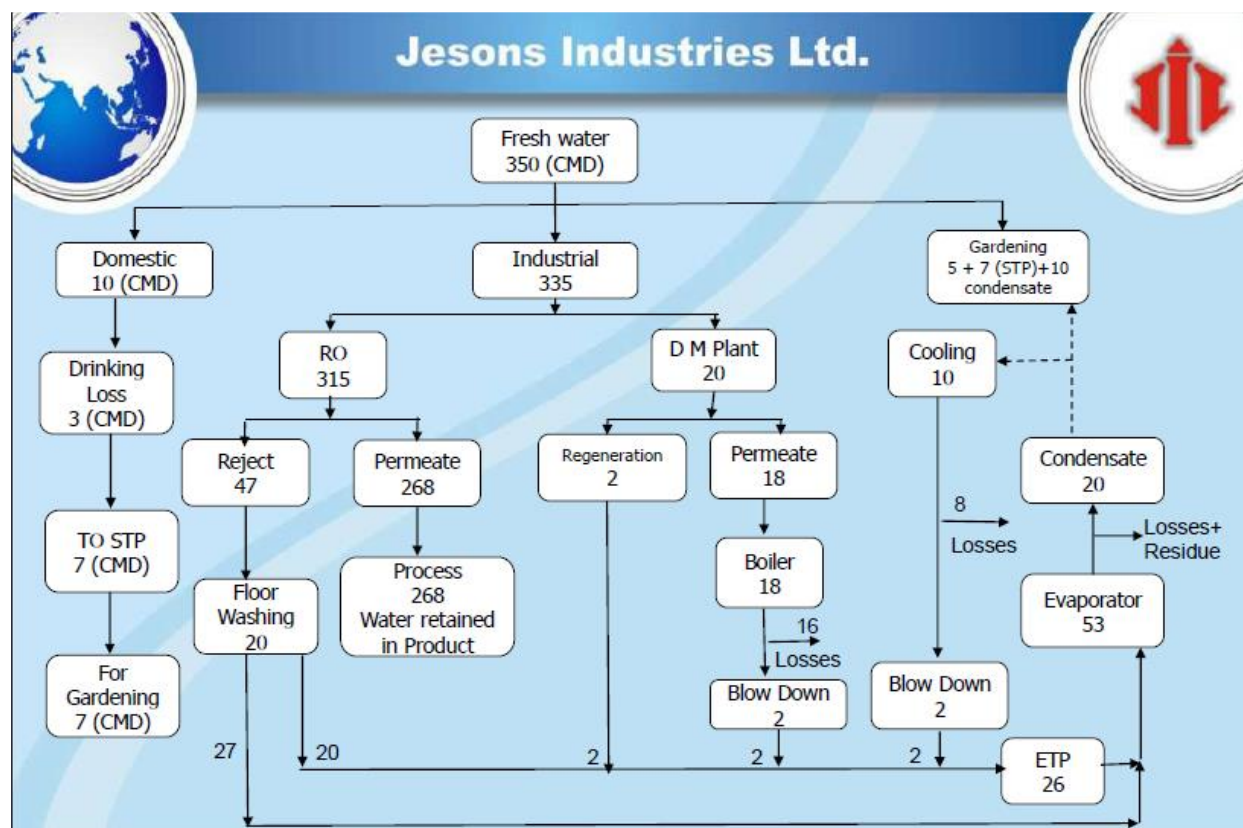 Jesons Industries Ltd.
Fresh water
350 (CMD)
Domestic
10 (CMD)
Industrial
335
Gardening
5 + 7 (STP)+10
condensate
Drinking
Loss
3 (CMD)
RO
315
D M Plant
20
Cooling
10
Reject
47
Permeate
268
Regeneration
2
Permeate
18
Condensate
20
8
Losses
Losses+
Residue
TO STP
7 (CMD)
Floor
Washing
20
Process
268
Water retained
in Product
Boiler
18
Evaporator
53
16
Losses
For
Gardening
7 (CMD)
Blow Down
2
Blow Down
2
27
20
2
2
2
ETP
26